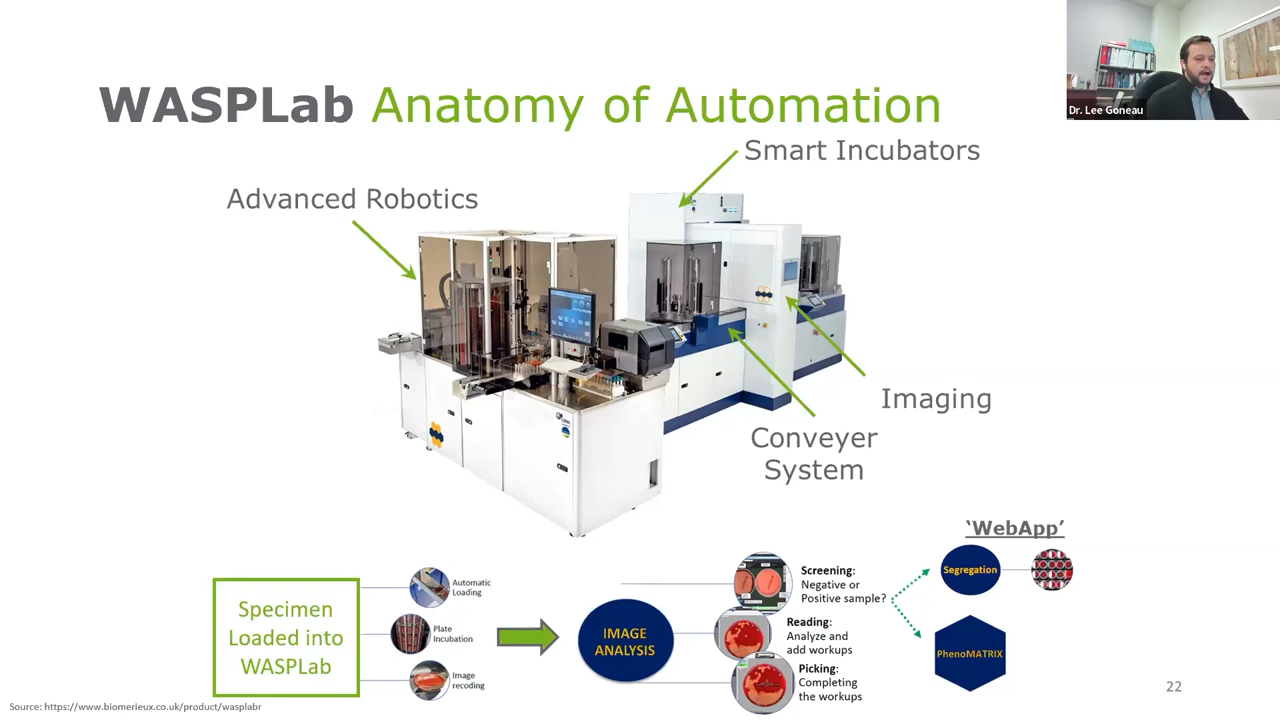 Dr. Lee Goneau
WASPLab Anatomy of Automation
Smart Incubators
Advanced Robotics
Imaging
Conveyer
System
'WebApp'
Specimen
Loaded into
WASPLab
Automatic
Loading
Plate
Incubation
Image
recoding
IMAGE
ANALYSIS
Screening:
Negative or
Positive sample?
Reading:
Analyze and
add workups
Picking:
Completing
the workups
Segregation
PhenoMATRIX
22
Source: https://www.biomerieux.co.uk/product/wasplabr